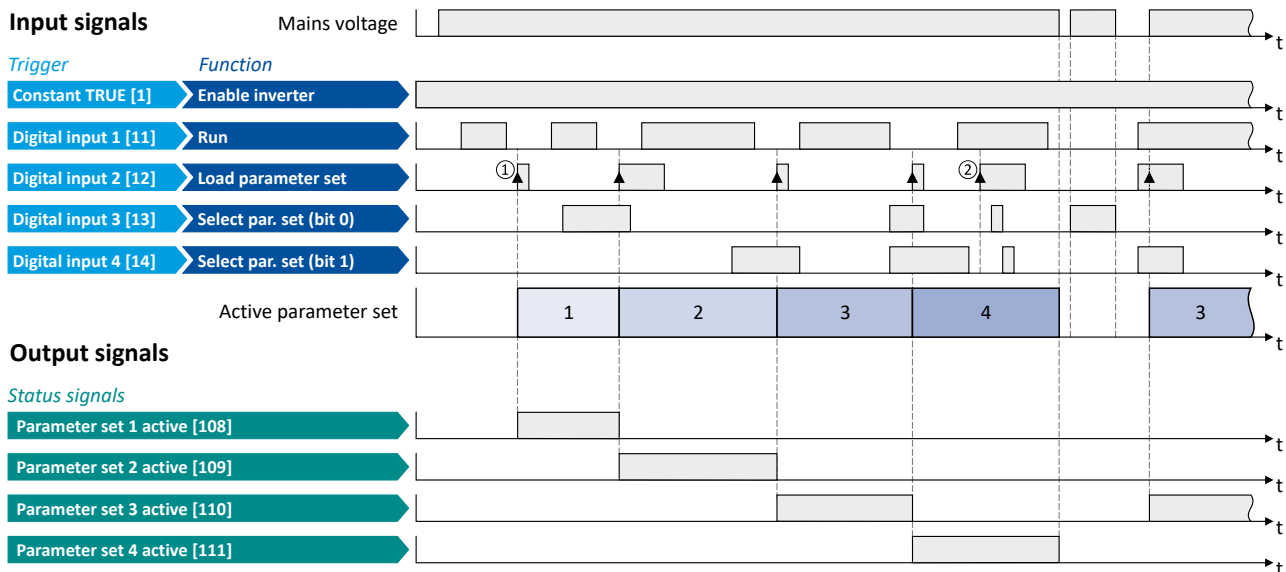 Input signals
Mains voltage
t
Trigger Function
Constant TRUE [1] Enable inverter
t
Digital input 1 [11] Run
t
Digital input 2 [12] Load parameter set ① ②
t
Digital input 3 [13] Select par. set (bit 0)
t
Digital input 4 [14] Select par. set (bit 1)
t
Active parameter set 1 2 3 4 3
t
Output signals
Status signals
Parameter set 1 active [108]
t
Parameter set 2 active [109]
t
Parameter set 3 active [110]
t
Parameter set 4 active [111]
t